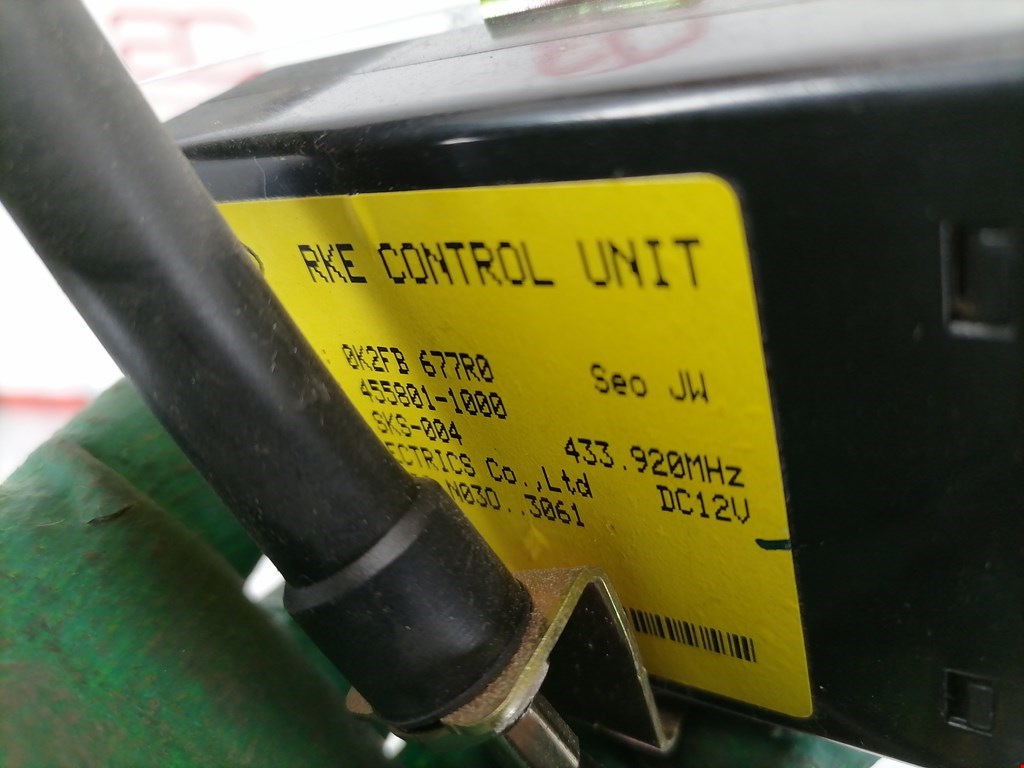 RKE CONTROL UNIT
: 0K2FB 677R0
Seo JW
455801-1000
SKS-004
433.920MHz
ECTRICS Co.,Ltd
DC12V
N030..3061